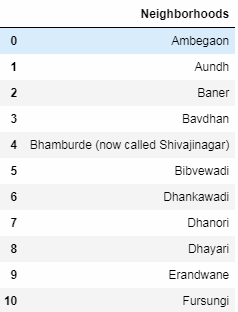 Neighborhoods
0 Ambegaon
1 Aundh
2 Baner
3 Bavdhan
4 Bhamburde (now called Shivajinagar)
5 Bibvewadi
6 Dhankawadi
7 Dhanori
8 Dhayari
9 Erandwane
10 Fursungi